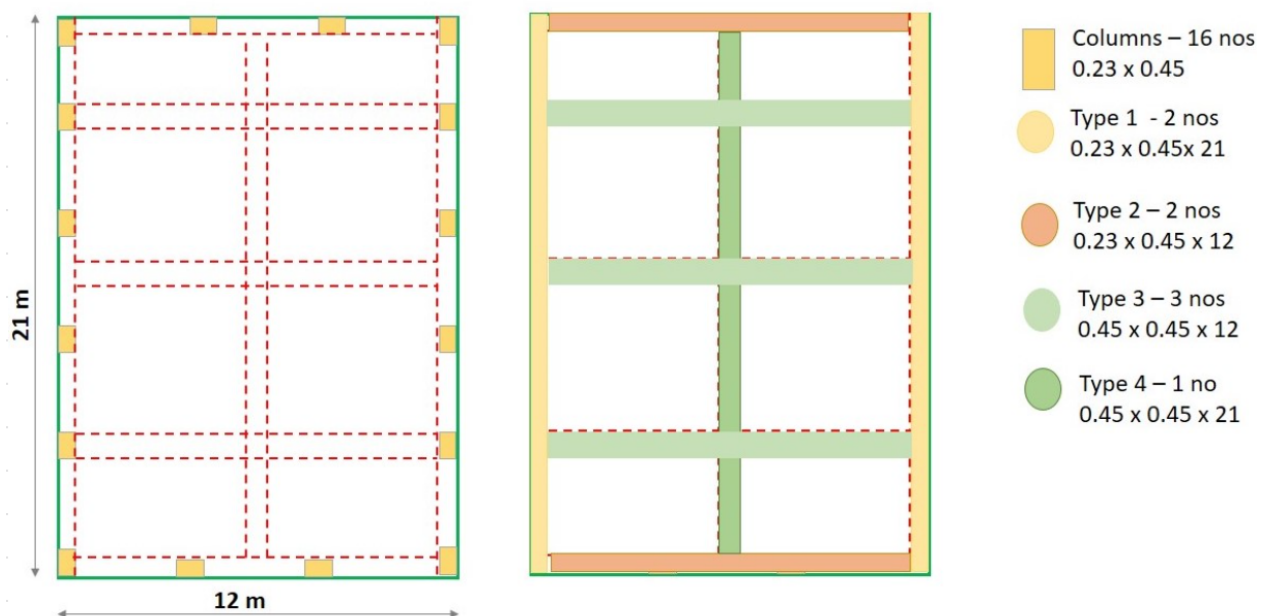 21 m
12 m
Columns – 16 nos
0.23 x 0.45
Type 1 - 2 nos
0.23 x 0.45x 21
Type 2 – 2 nos
0.23 x 0.45 x 12
Type 3 – 3 nos
0.45 x 0.45 x 12
Type 4 – 1 no
0.45 x 0.45 x 21